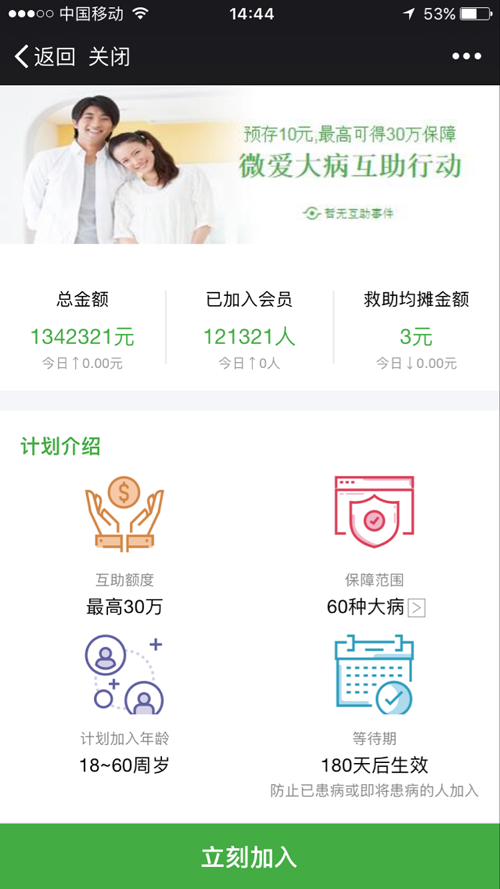 中国移动 14:44 53%
返回 关闭
预存10元,最高可得30万保障
微爱大病互助行动
暂无互助事件
总金额 已加入会员 救助均摊金额
1342321元 121321人 3元
今日↑0.00元 今日↑0人 今日↓0.00元
计划介绍
互助额度 保障范围
最高30万 60种大病
计划加入年龄 等待期
18~60周岁 180天后生效
防止已患病或即将患病的人加入
立刻加入